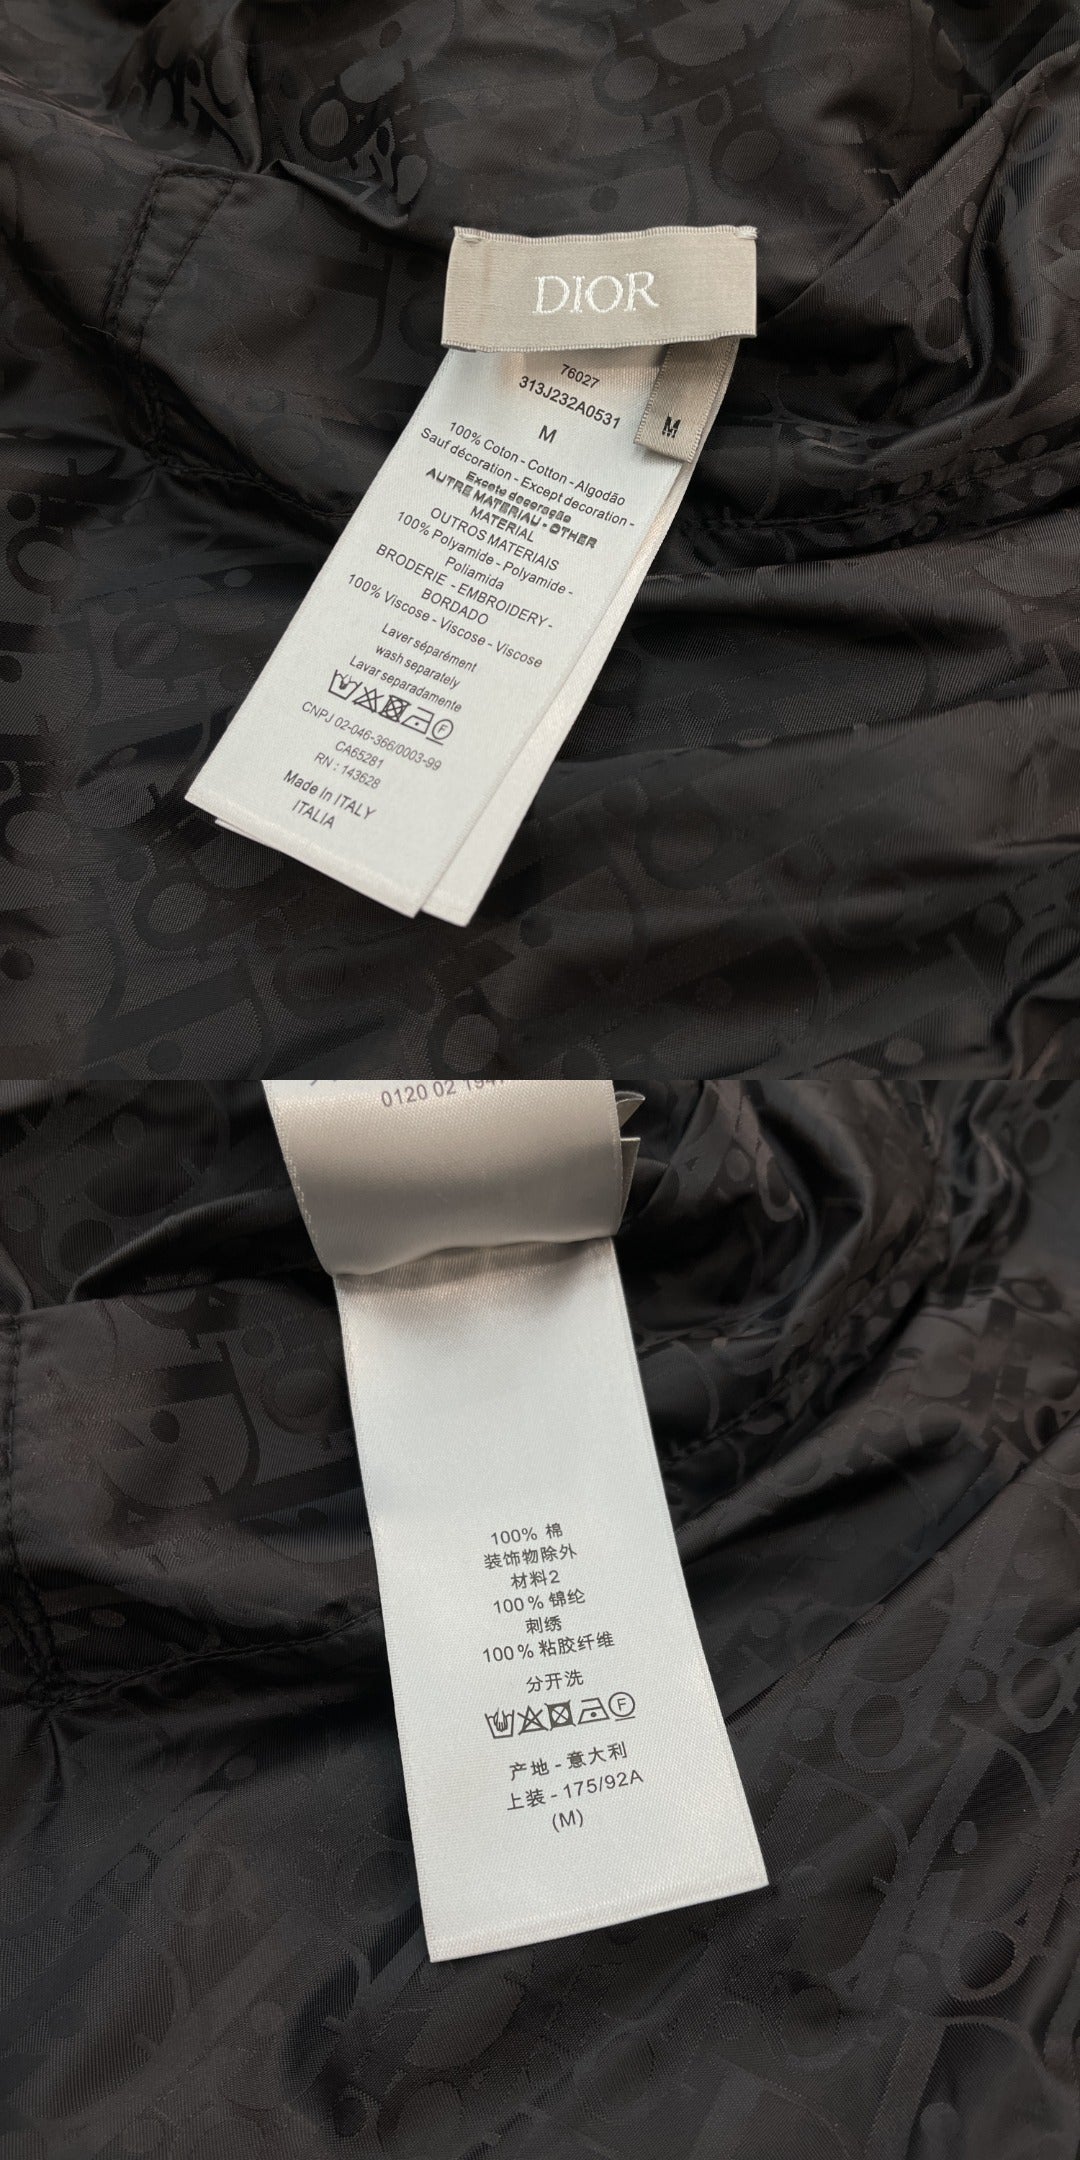 DIOR
M
76027
313J232A0531
M
100% Coton - Cotton - Algodão
Sauf décoration - Except decoration -
Exceto decoração
AUTRE MATERIAU - OTHER
MATERIAL
OUTROS MATERIAIS
100% Polyamide - Polyamide -
Poliamida
BRODERIE - EMBROIDERY -
BORDADO
100% Viscose - Viscose - Viscose
Laver séparément
wash separately
Lavar separadamente
F
CNPJ 02-046-366/0003-99
CA65281
RN : 143628
Made in ITALY
ITALIA
0120 02
100% 棉
装饰物除外
材料2
100% 锦纶
刺绣
100% 粘胶纤维
分开洗
F
产地 - 意大利
上装 - 175/92A
(M)